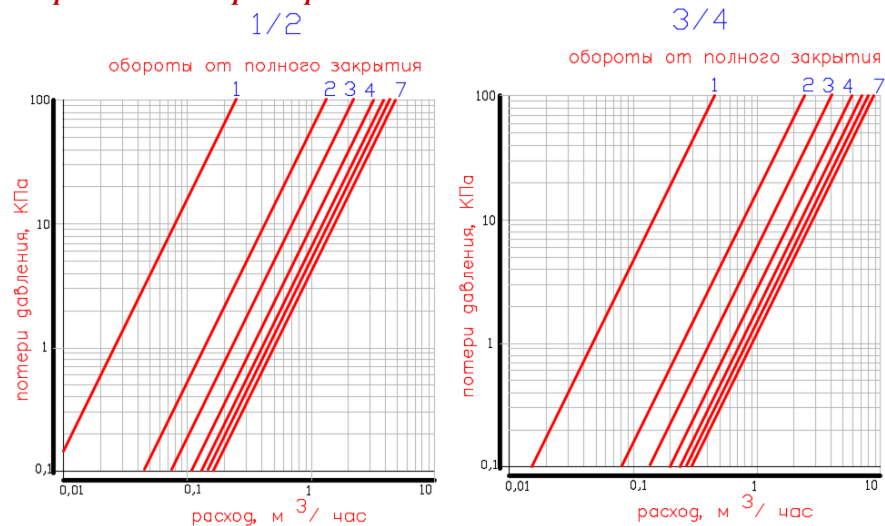 1/2
обороты от полного закрытия
1 2 3 4 7
100
10
1
0,1
потери давления, КПа
0,01 0,1 1 10
расход, м 3/ час
3/4
обороты от полного закрытия
1 2 3 4 7
100
10
1
0,1
потери давления, КПа
0,01 0,1 1 10
расход, м 3/ час